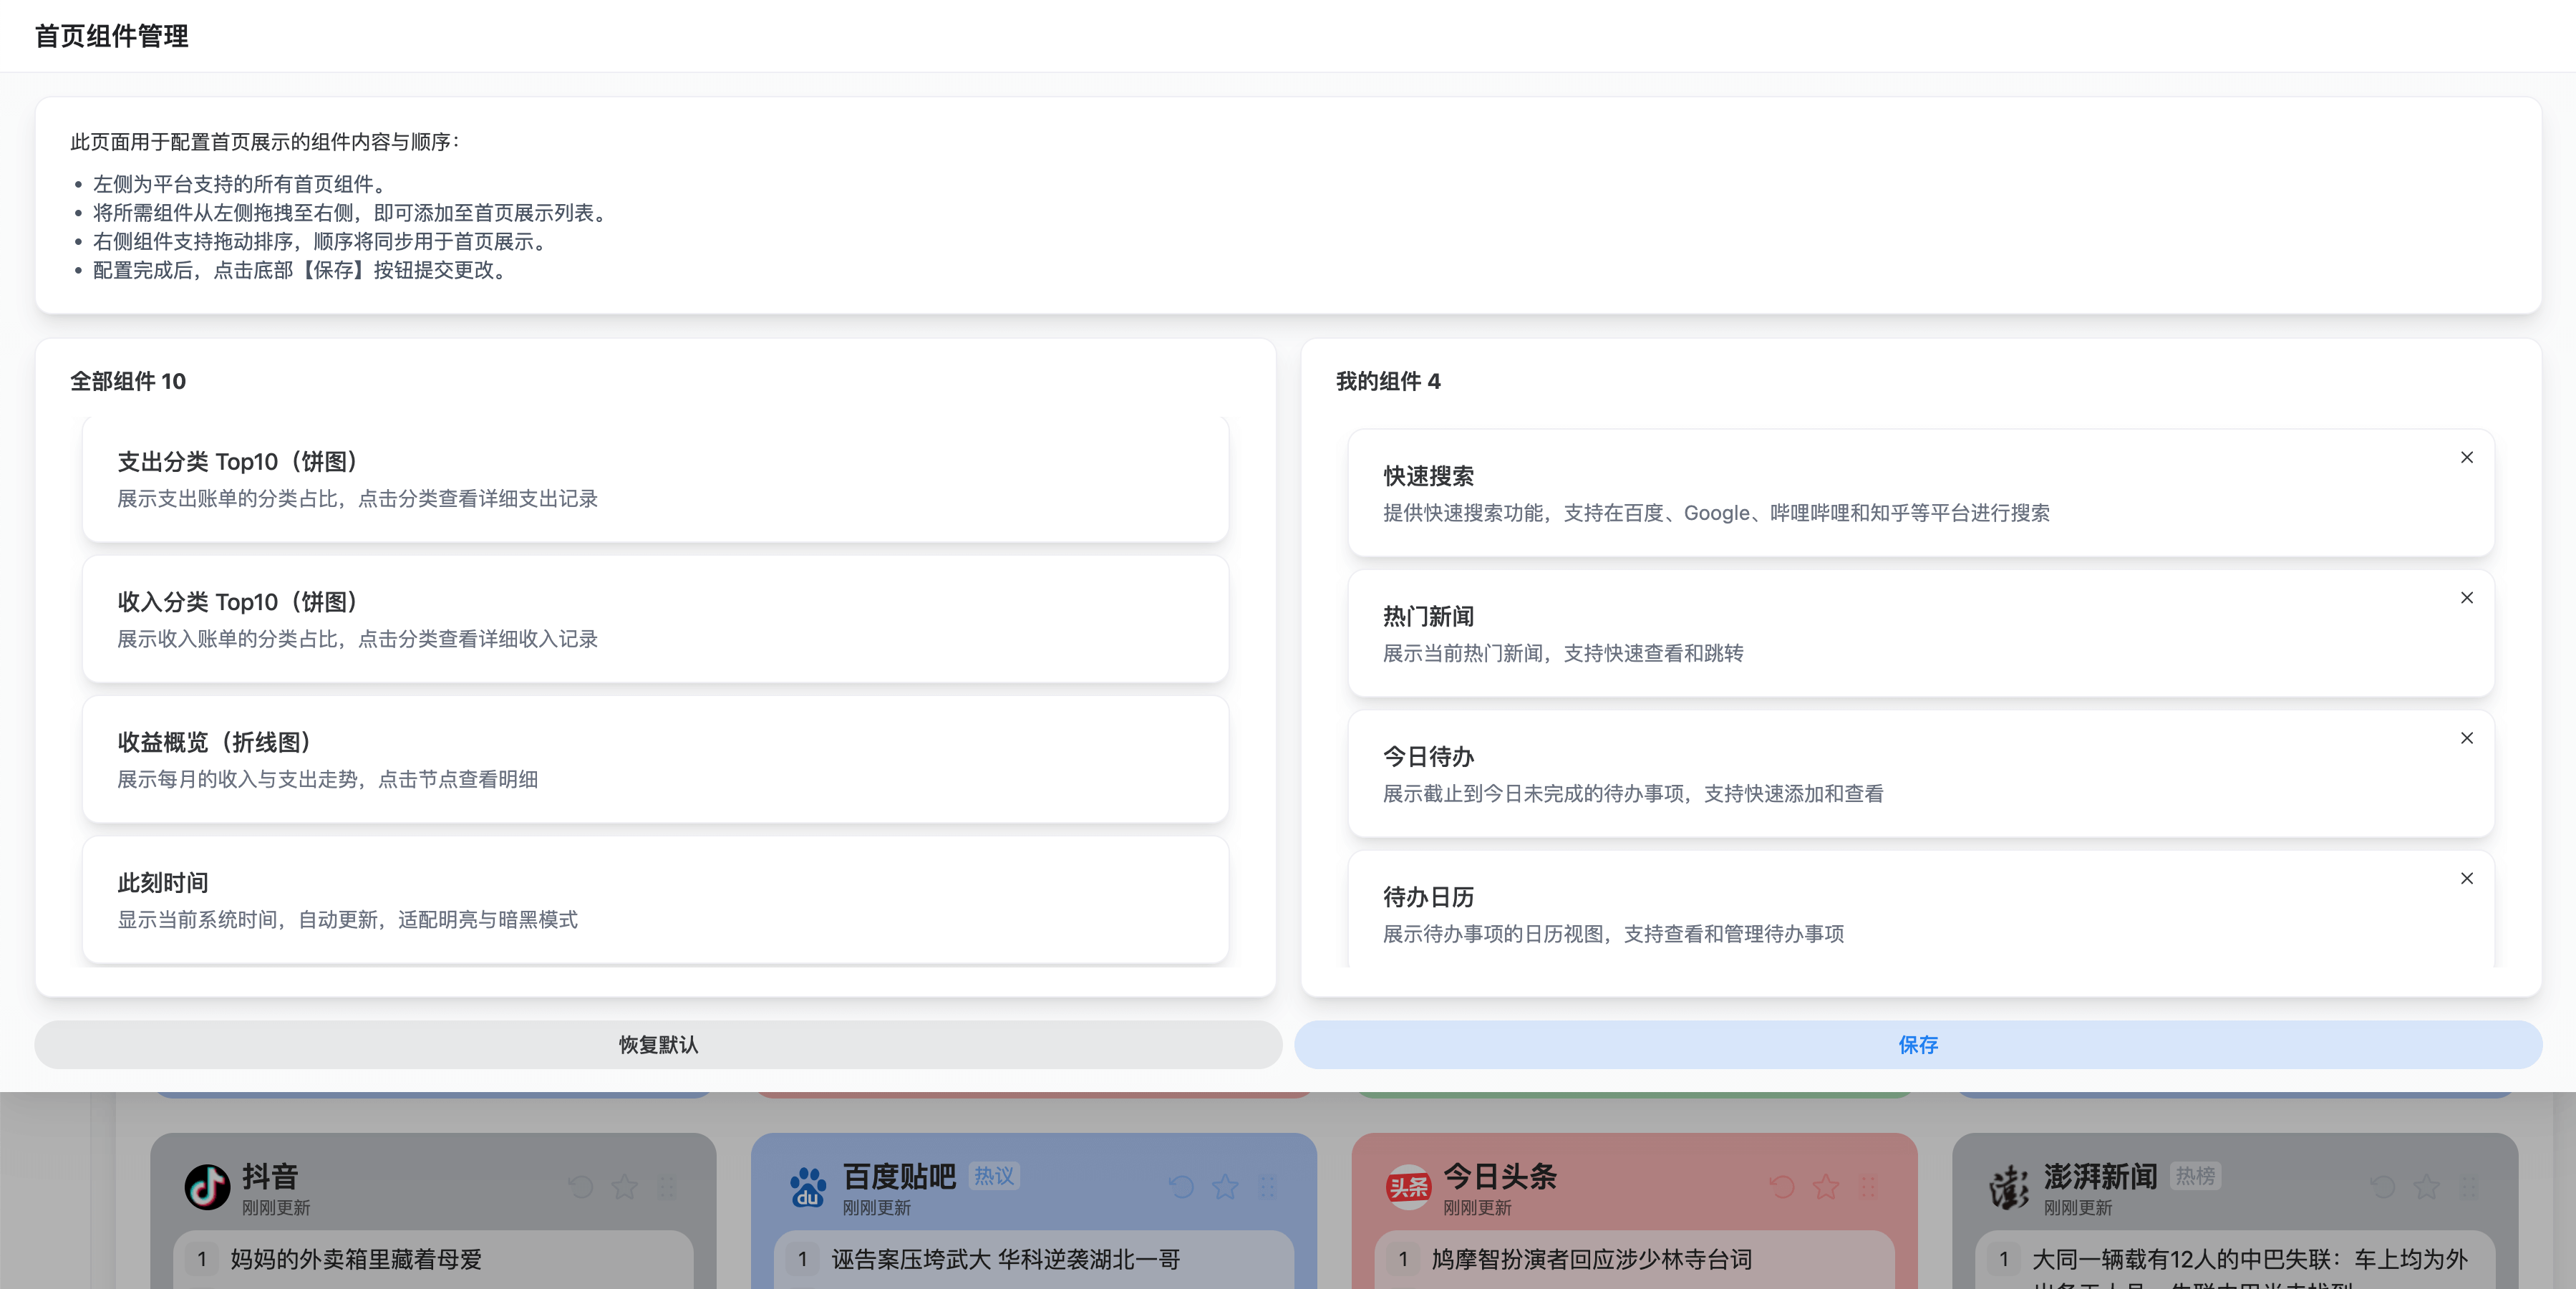 首页组件管理
此页面用于配置首页展示的组件内容与顺序：
• 左侧为平台支持的所有首页组件。
• 将所需组件从左侧拖拽至右侧，即可添加至首页展示列表。
• 右侧组件支持拖动排序，顺序将同步用于首页展示。
• 配置完成后，点击底部【保存】按钮提交更改。
全部组件 10
支出分类 Top10（饼图）
展示支出账单的分类占比，点击分类查看详细支出记录
收入分类 Top10（饼图）
展示收入账单的分类占比，点击分类查看详细收入记录
收益概览（折线图）
展示每月的收入与支出走势，点击节点查看明细
此刻时间
显示当前系统时间，自动更新，适配明亮与暗黑模式
我的组件 4
快速搜索
提供快速搜索功能，支持在百度、Google、哔哩哔哩和知乎等平台进行搜索
热门新闻
展示当前热门新闻，支持快速查看和跳转
今日待办
展示截止到今日未完成的待办事项，支持快速添加和查看
待办日历
展示待办事项的日历视图，支持查看和管理待办事项
恢复默认
保存
抖音
刚刚更新
1 妈妈的外卖箱里藏着母爱
du
百度贴吧 热议
刚刚更新
1 诬告案压垮武大 华科逆袭湖北一哥
头条
今日头条
刚刚更新
1 鸠摩智扮演者回应涉少林寺台词
澎
澎湃新闻 热榜
刚刚更新
1 大同一辆载有12人的中巴失联：车上均为外